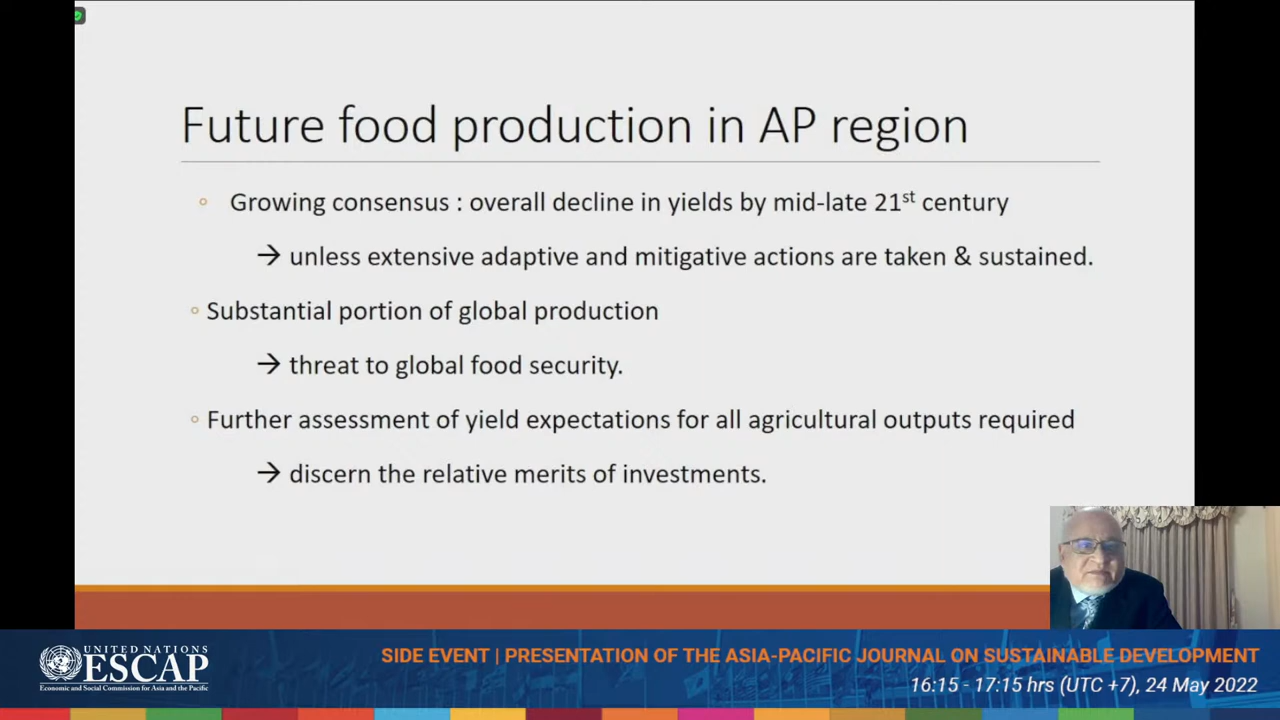 Future food production in AP region
Growing consensus : overall decline in yields by mid-late 21st century
→ unless extensive adaptive and mitigative actions are taken & sustained.
Substantial portion of global production
→ threat to global food security.
Further assessment of yield expectations for all agricultural outputs required
→ discern the relative merits of investments.
UNITED NATIONS
ESCAP
Economic and Social Commission for Asia and the Pacific
SIDE EVENT | PRESENTATION OF THE ASIA-PACIFIC JOURNAL ON SUSTAINABLE DEVELOPMENT
16:15 - 17:15 hrs (UTC +7), 24 May 2022